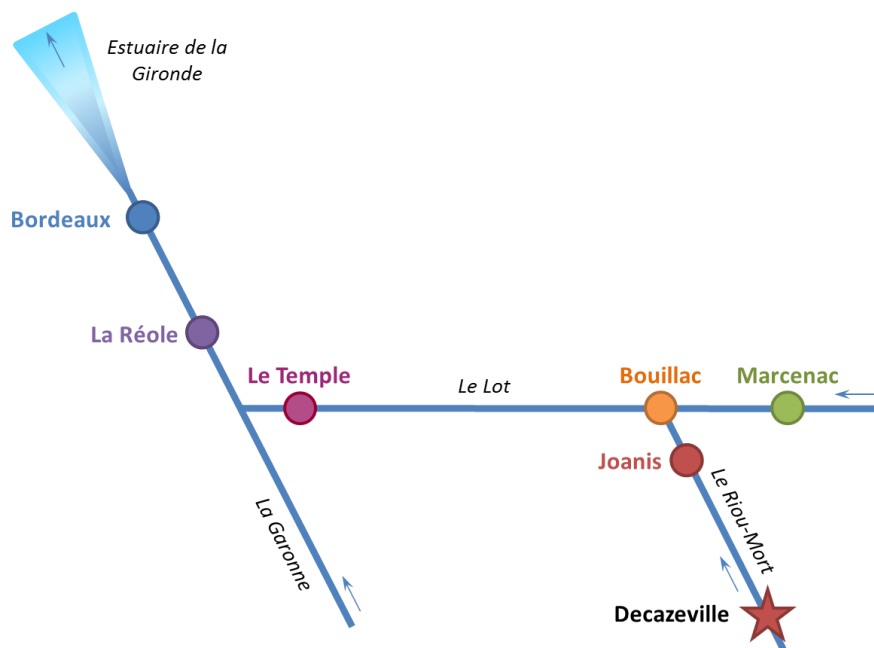 Estuaire de la
Gironde
Bordeaux
La Réole
Le Temple
Le Lot
Bouillac
Marcenac
Joanis
Le Riou-Mort
La Garonne
Decazeville